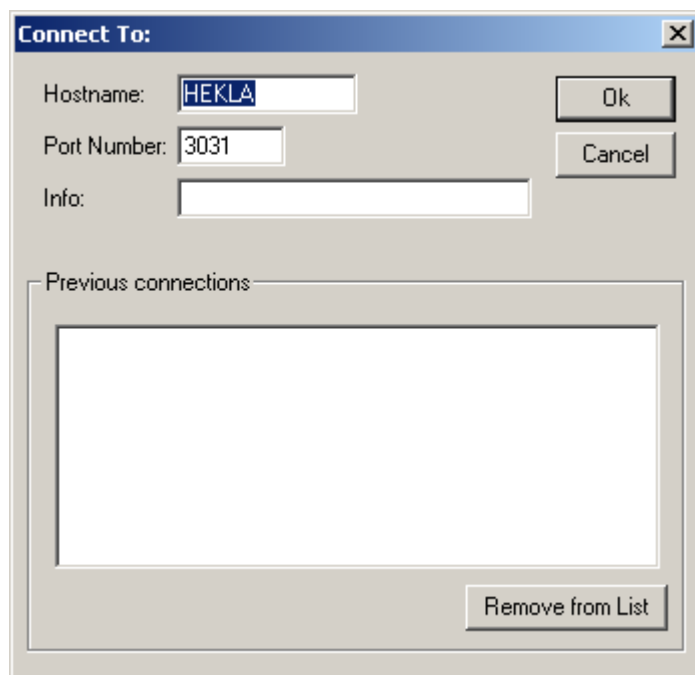 Connect To:
Hostname: HEKLA
Ok
Port Number: 3031
Cancel
Info:
Previous connections
Remove from List